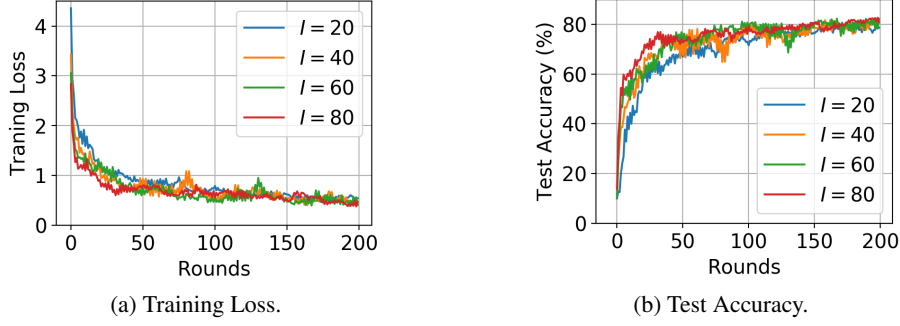 4
3
2
1
0
Traning Loss
I = 20
I = 40
I = 60
I = 80
0
50
100
150
200
Rounds
(a) Training Loss.
80
60
40
20
0
Test Accuracy (%)
I = 20
I = 40
I = 60
I = 80
0
50
100
150
200
Rounds
(b) Test Accuracy.